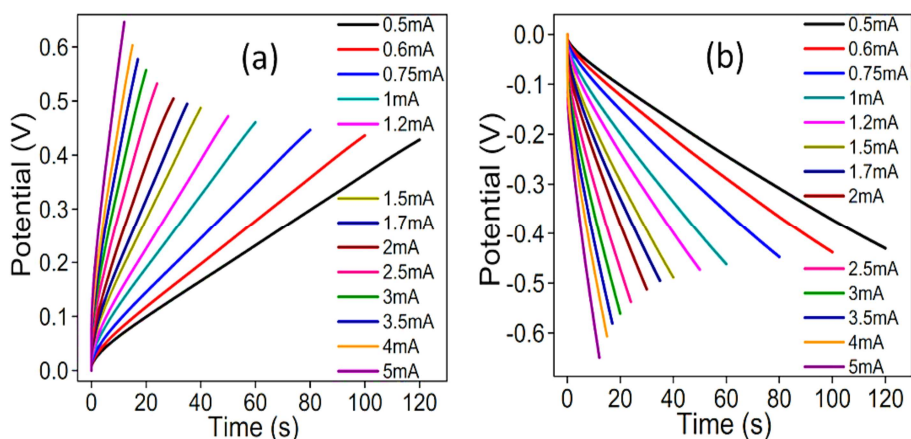 (a)
Potential (V)
0.6
0.5
0.4
0.3
0.2
0.1
0.0
0.5mA
0.6mA
0.75mA
1mA
1.2mA
1.5mA
1.7mA
2mA
2.5mA
3mA
3.5mA
4mA
5mA
0 20 40 60 80 100 120
Time (s)
(b)
Potential (V)
0.0
-0.1
-0.2
-0.3
-0.4
-0.5
-0.6
0.5mA
0.6mA
0.75mA
1mA
1.2mA
1.5mA
1.7mA
2mA
2.5mA
3mA
3.5mA
4mA
5mA
0 20 40 60 80 100 120
Time (s)